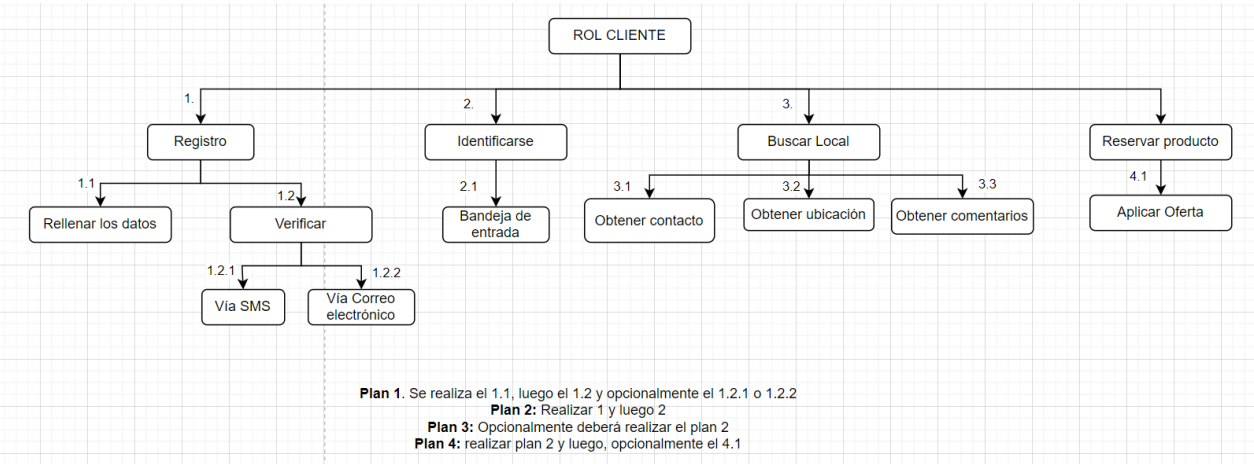 ROL CLIENTE
1.
2.
3.
Registro
Identificarse
Buscar Local
Reservar producto
1.1
1.2
2.1
3.1
3.2
3.3
4.1
Rellenar los datos
Verificar
Bandeja de
entrada
Obtener contacto
Obtener ubicación
Obtener comentarios
Aplicar Oferta
1.2.1
1.2.2
Vía SMS
Vía Correo
electrónico
Plan 1. Se realiza el 1.1, luego el 1.2 y opcionalmente el 1.2.1 o 1.2.2
Plan 2: Realizar 1 y luego 2
Plan 3: Opcionalmente deberá realizar el plan 2
Plan 4: realizar plan 2 y luego, opcionalmente el 4.1